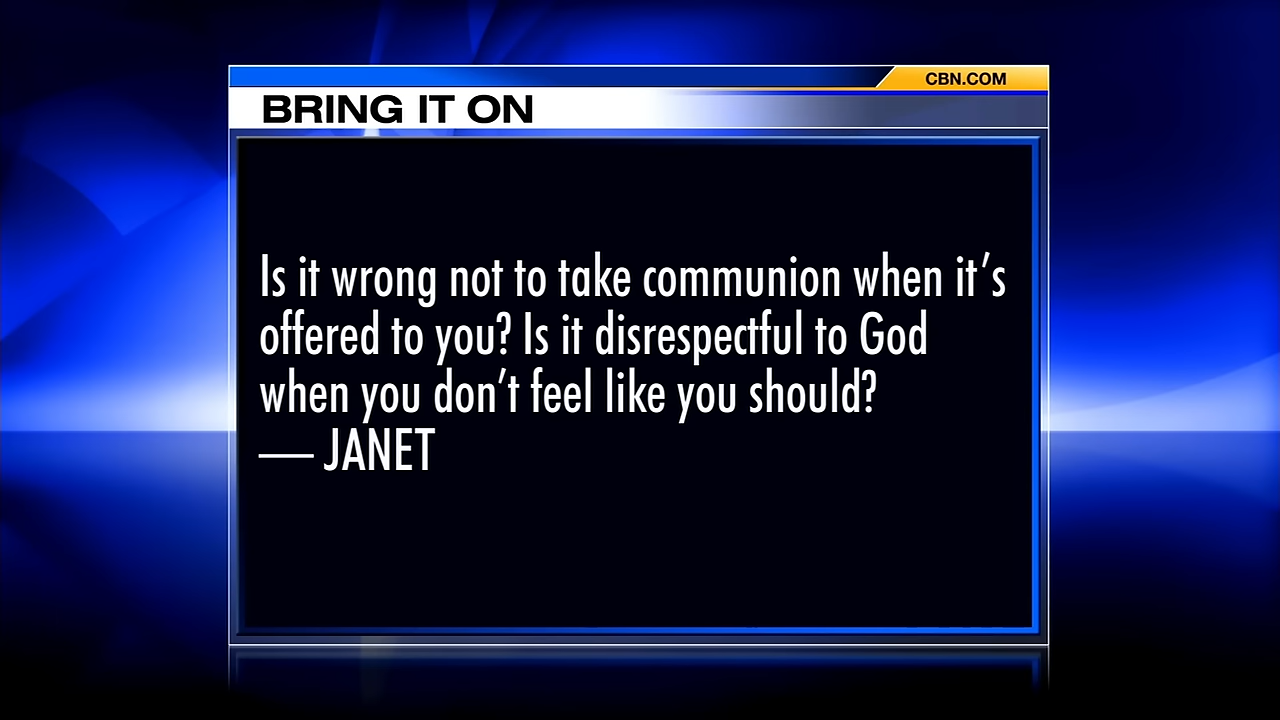 CBN.COM
BRING IT ON
Is it wrong not to take communion when it’s
offered to you? Is it disrespectful to God
when you don’t feel like you should?
— JANET